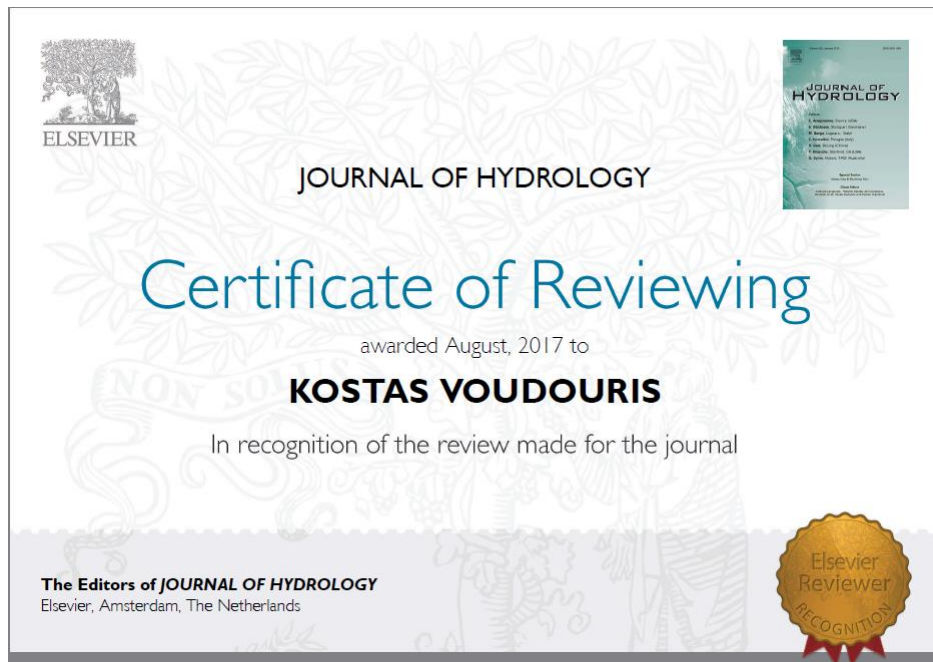 ELSEVIER
JOURNAL OF
HYDROLOGY
JOURNAL OF HYDROLOGY
Certificate of Reviewing
awarded August, 2017 to
NON SOLUS
KOSTAS VOUDOURIS
In recognition of the review made for the journal
The Editors of JOURNAL OF HYDROLOGY
Elsevier, Amsterdam, The Netherlands
Elsevier
Reviewer
RECOGNITION